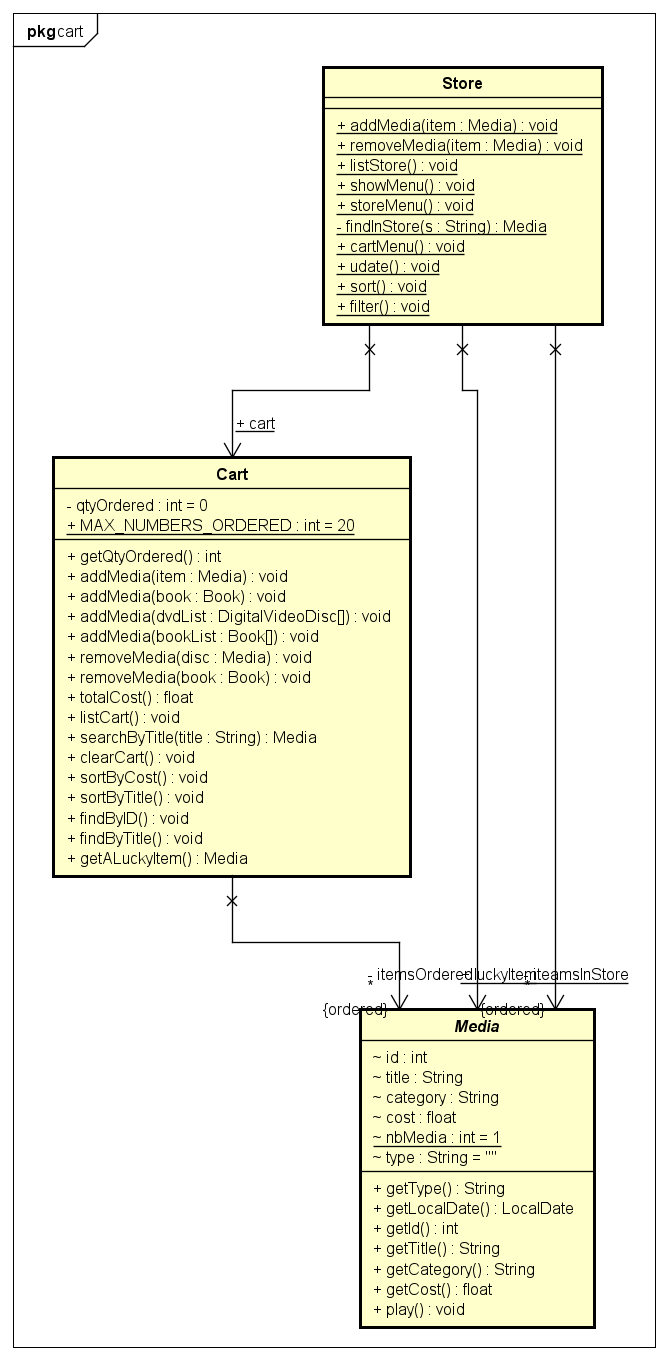 pkg cart
Store
+ addMedia(item : Media) : void
+ removeMedia(item : Media) : void
+ listStore() : void
+ showMenu() : void
+ storeMenu() : void
- findInStore(s : String) : Media
+ cartMenu() : void
+ udate() : void
+ sort() : void
+ filter() : void
+ cart
Cart
- qtyOrdered : int = 0
+ MAX_NUMBERS_ORDERED : int = 20
+ getQtyOrdered() : int
+ addMedia(item : Media) : void
+ addMedia(book : Book) : void
+ addMedia(dvdList : DigitalVideoDisc[]) : void
+ addMedia(bookList : Book[]) : void
+ removeMedia(disc : Media) : void
+ removeMedia(book : Book) : void
+ totalCost() : float
+ listCart() : void
+ searchByTitle(title : String) : Media
+ clearCart() : void
+ sortByCost() : void
+ sortByTitle() : void
+ findByID() : void
+ findByTitle() : void
+ getALuckyItem() : Media
- itemsOrdered - luckyItem - iteamsInStore
* *
{ordered} {ordered}
Media
~ id : int
~ title : String
~ category : String
~ cost : float
~ nbMedia : int = 1
~ type : String = ""
+ getType() : String
+ getLocalDate() : LocalDate
+ getId() : int
+ getTitle() : String
+ getCategory() : String
+ getCost() : float
+ play() : void